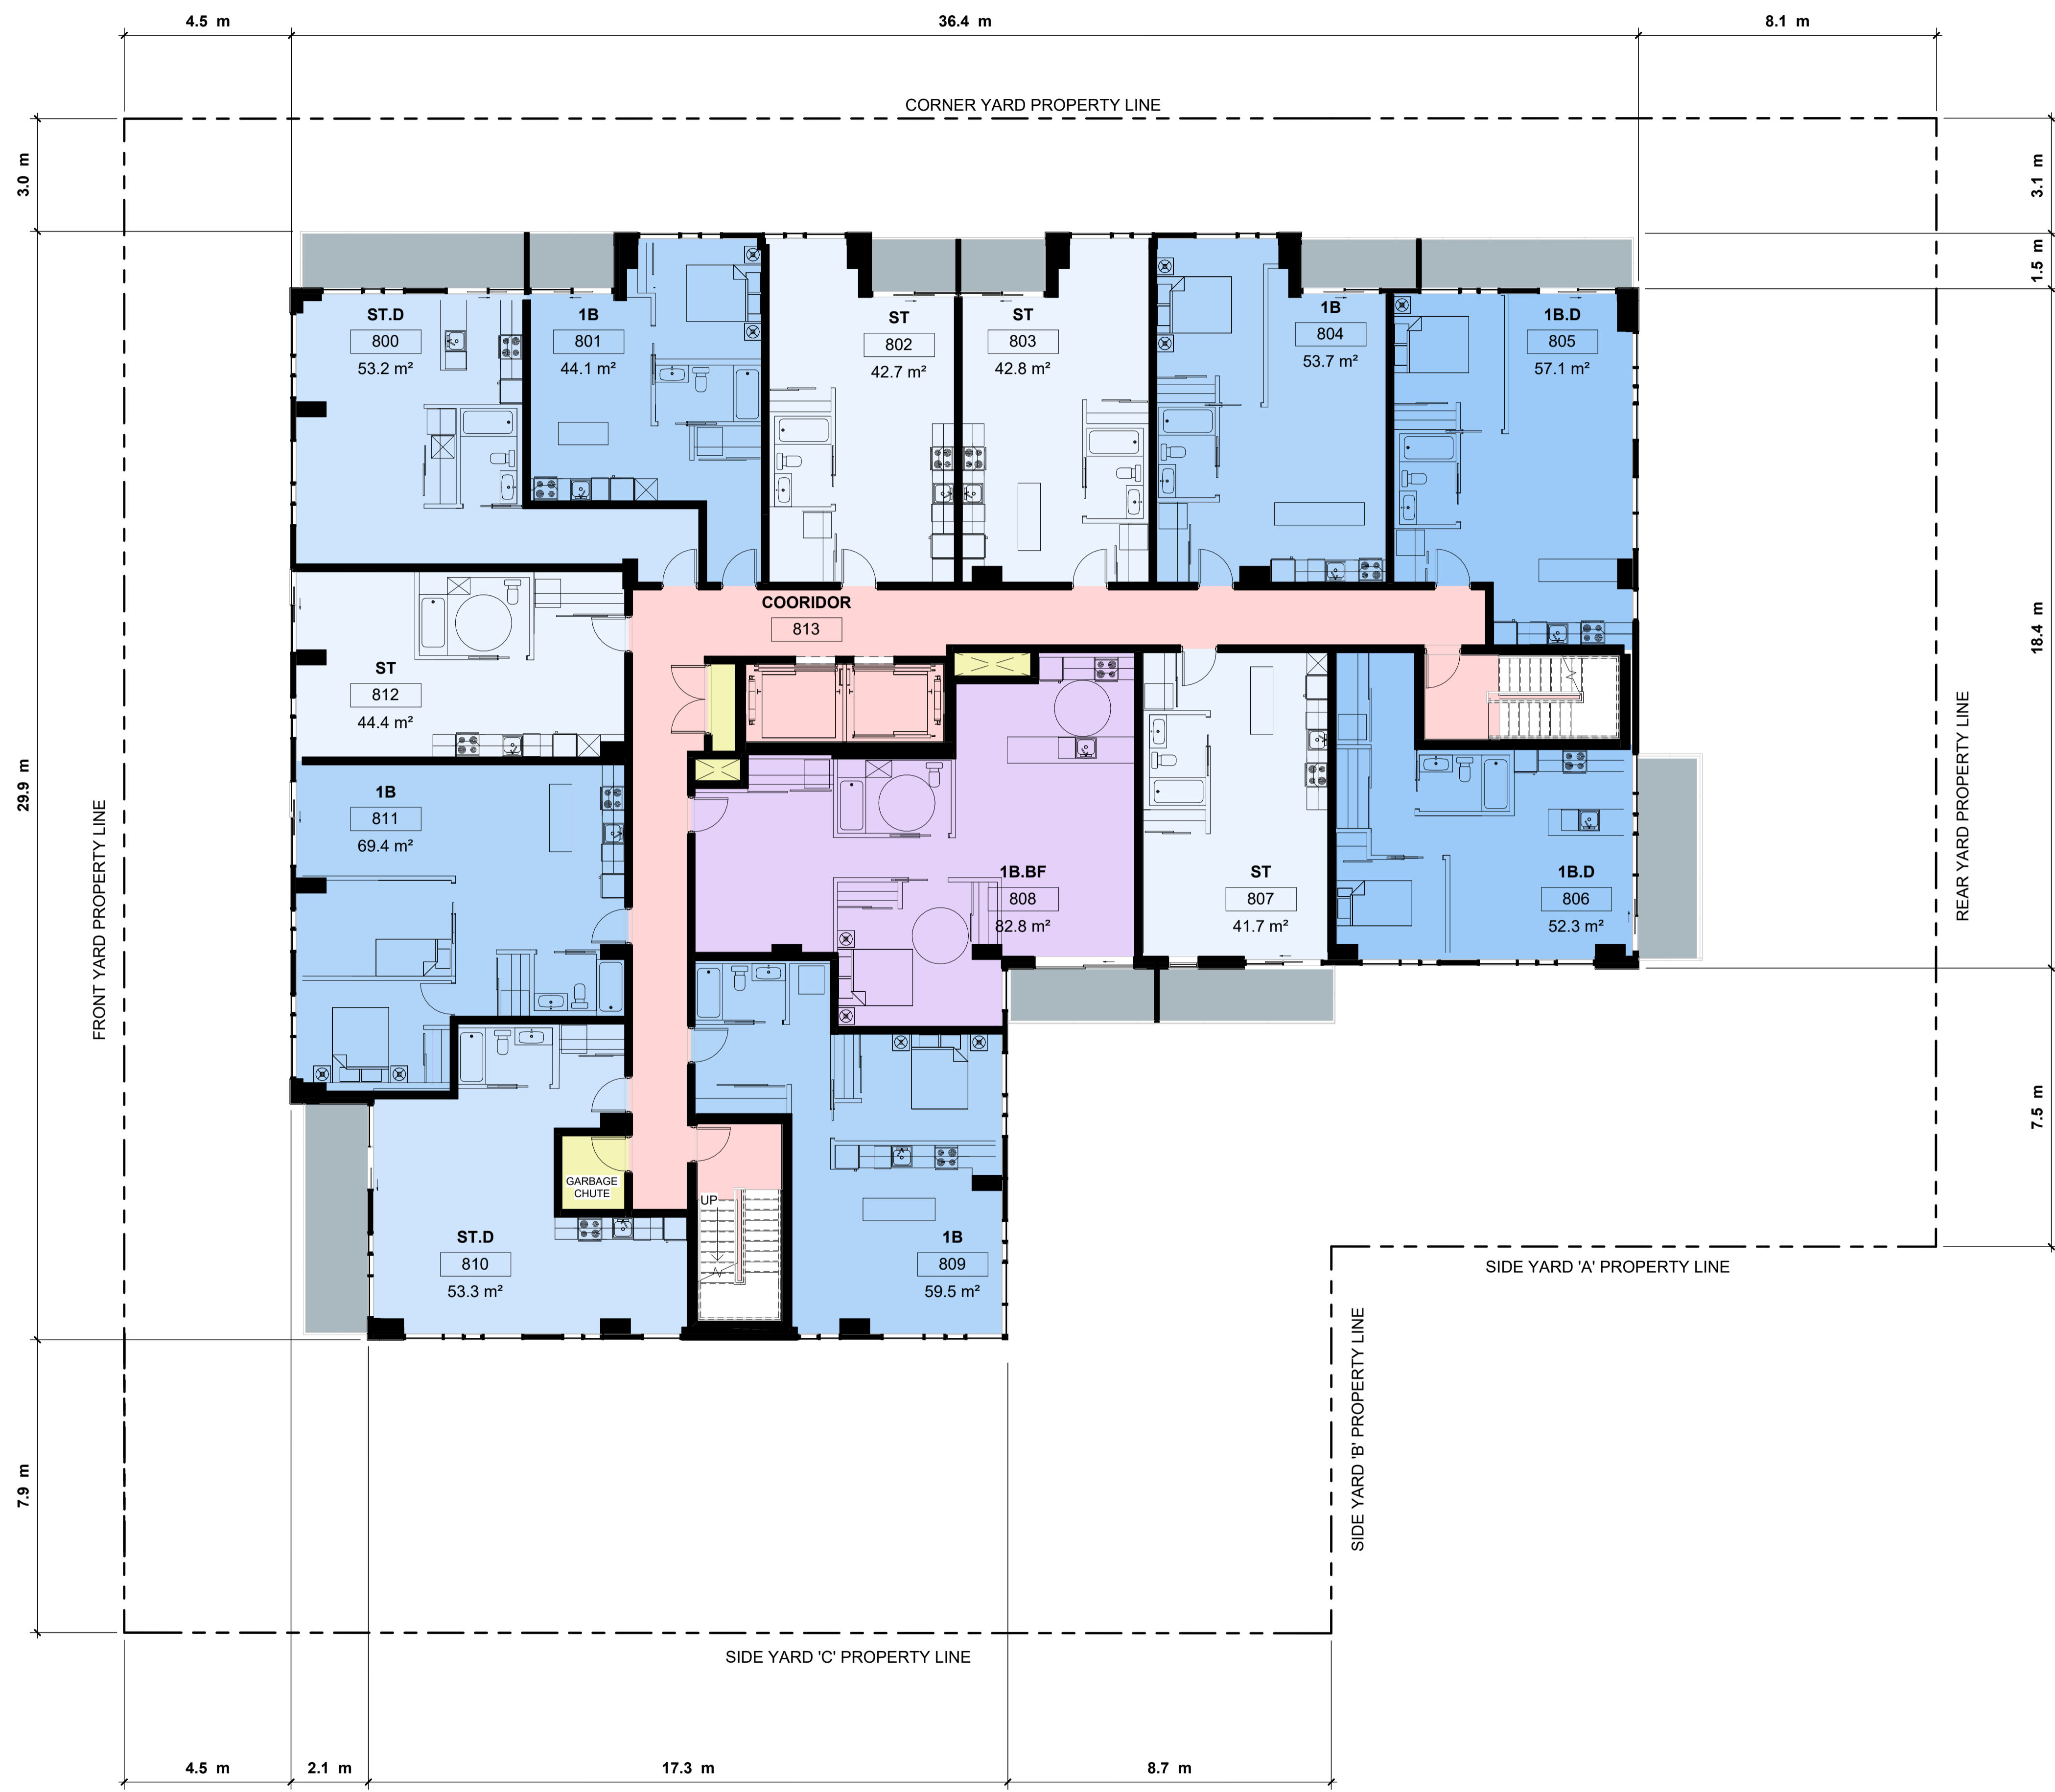 4.5 m
36.4 m
8.1 m
CORNER YARD PROPERTY LINE
3.0 m
3.1 m
1.5 m
ST.D
800
53.2 m²
1B
801
44.1 m²
ST
802
42.7 m²
ST
803
42.8 m²
1B
804
53.7 m²
1B.D
805
57.1 m²
COORIDOR
813
18.4 m
ST
812
44.4 m²
29.9 m
FRONT YARD PROPERTY LINE
REAR YARD PROPERTY LINE
1B
811
69.4 m²
1B.BF
808
82.8 m²
ST
807
41.7 m²
1B.D
806
52.3 m²
7.5 m
GARBAGE
CHUTE
UP
ST.D
810
53.3 m²
1B
809
59.5 m²
SIDE YARD 'A' PROPERTY LINE
SIDE YARD 'B' PROPERTY LINE
7.9 m
SIDE YARD 'C' PROPERTY LINE
4.5 m
2.1 m
17.3 m
8.7 m